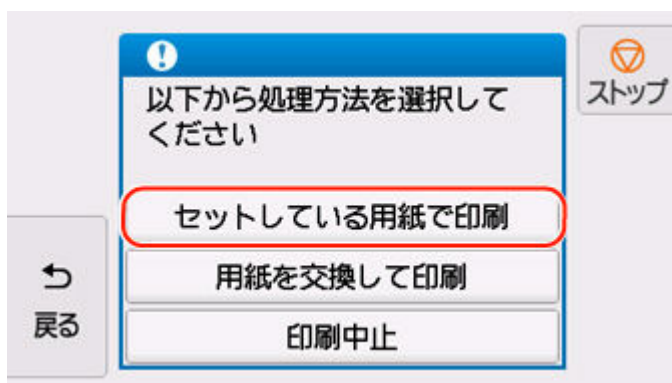 以下から処理方法を選択して
ください
ストップ
セットしている用紙で印刷
用紙を交換して印刷
印刷中止
戻る